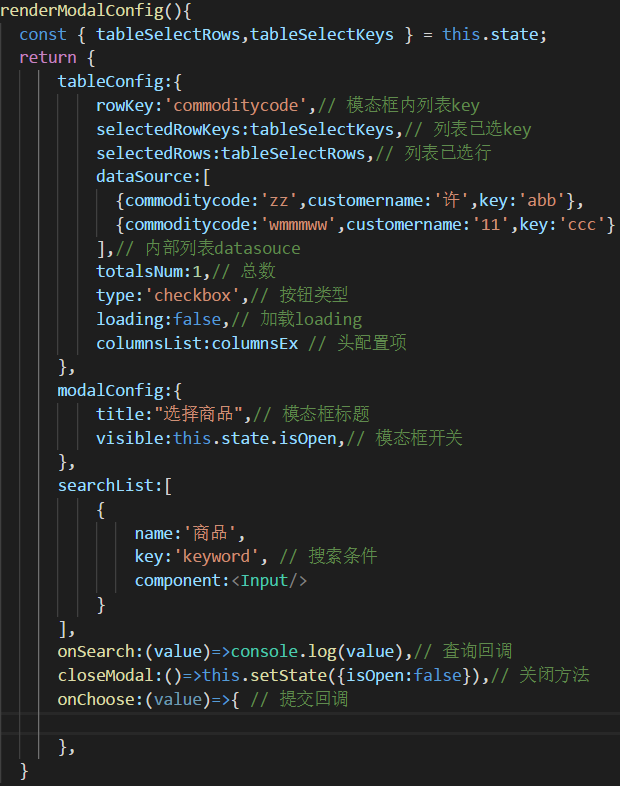 renderModalConfig(){
const { tableSelectRows,tableSelectKeys } = this.state;
return {
tableConfig:{
rowKey:'commoditycode',// 模态框内列表key
selectedRowKeys:tableSelectKeys,// 列表已选key
selectedRows:tableSelectRows,// 列表已选行
dataSource:[
{commoditycode:'zz',customername:'许',key:'abb'},
{commoditycode:'wmmmww',customername:'11',key:'ccc'}
],// 内部列表datasouce
totalsNum:1,// 总数
type:'checkbox',// 按钮类型
loading:false,// 加载loading
columnsList:columnsEx // 头配置项
},
modalConfig:{
title:"选择商品",// 模态框标题
visible:this.state.isOpen,// 模态框开关
},
searchList:[
{
name:'商品',
key:'keyword', // 搜索条件
component:<Input/>
}
],
onSearch:(value)=>console.log(value),// 查询回调
closeModal:()=>this.setState({isOpen:false}),// 关闭方法
onChoose:(value)=>{ // 提交回调
},
}